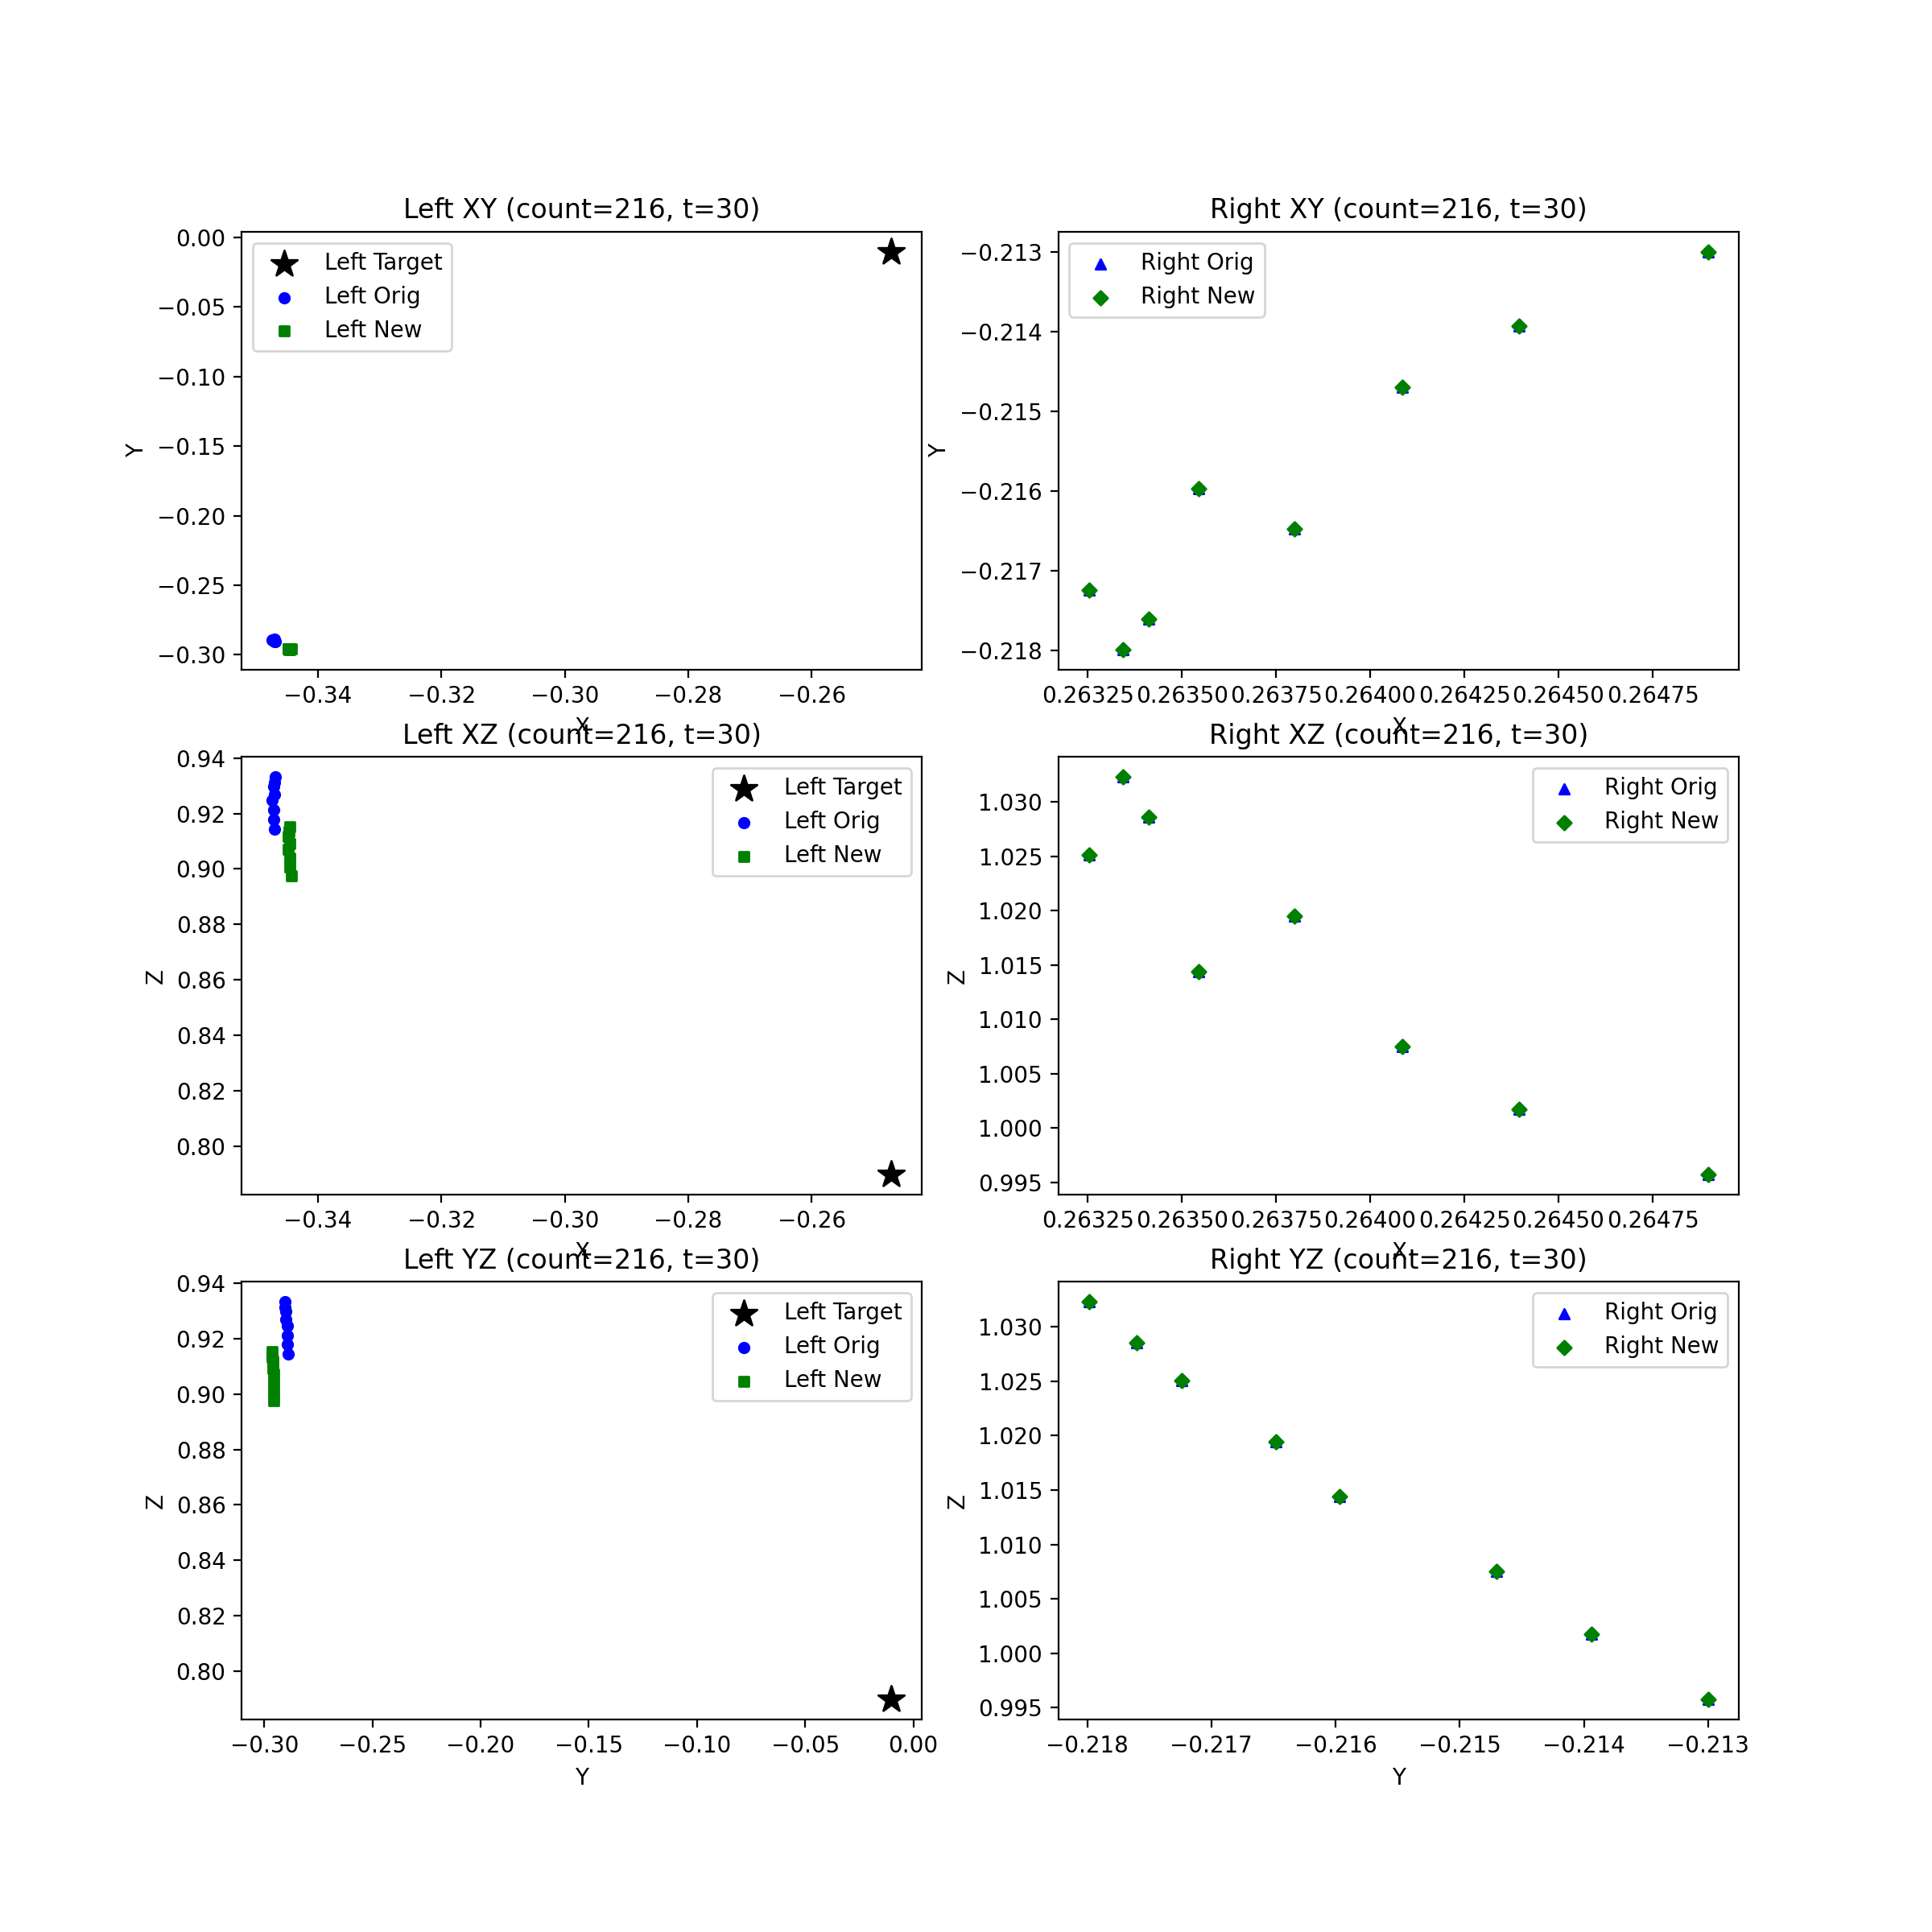 Left XY (count=216, t=30)
Right XY (count=216, t=30)
0.00
−0.05
−0.10
−0.15
−0.20
−0.25
−0.30
Y
Left Target
Left Orig
Left New
−0.34 −0.32 −0.30 −0.28 −0.26
X
−0.213
−0.214
−0.215
−0.216
−0.217
−0.218
Y
Right Orig
Right New
0.26325 0.26350 0.26375 0.26400 0.26425 0.26450 0.26475
X
Left XZ (count=216, t=30)
Right XZ (count=216, t=30)
0.94
0.92
0.90
0.88
0.86
0.84
0.82
0.80
Z
Left Target
Left Orig
Left New
−0.34 −0.32 −0.30 −0.28 −0.26
X
1.030
1.025
1.020
1.015
1.010
1.005
1.000
0.995
Z
Right Orig
Right New
0.26325 0.26350 0.26375 0.26400 0.26425 0.26450 0.26475
X
Left YZ (count=216, t=30)
Right YZ (count=216, t=30)
0.94
0.92
0.90
0.88
0.86
0.84
0.82
0.80
Z
Left Target
Left Orig
Left New
−0.30 −0.25 −0.20 −0.15 −0.10 −0.05 0.00
Y
1.030
1.025
1.020
1.015
1.010
1.005
1.000
0.995
Z
Right Orig
Right New
−0.218 −0.217 −0.216 −0.215 −0.214 −0.213
Y